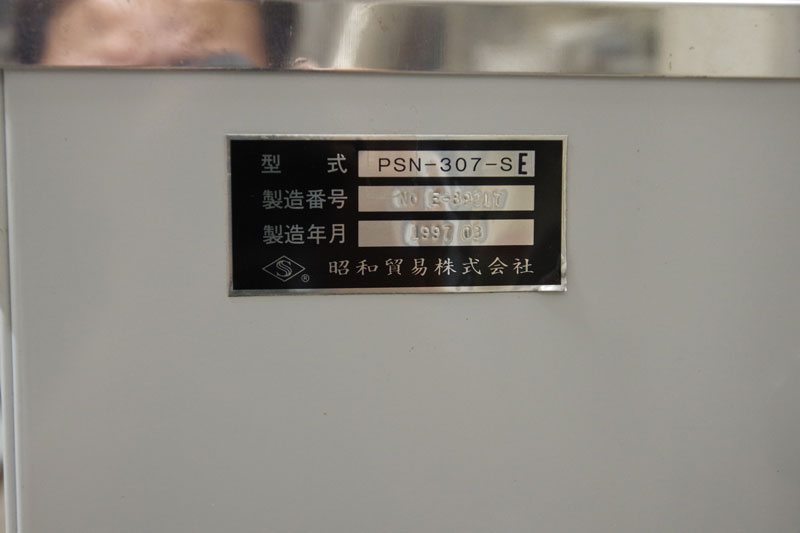 型 式 PSN-307-SE
製造番号 No
製造年月 1997 03
S ® 昭和貿易株式会社